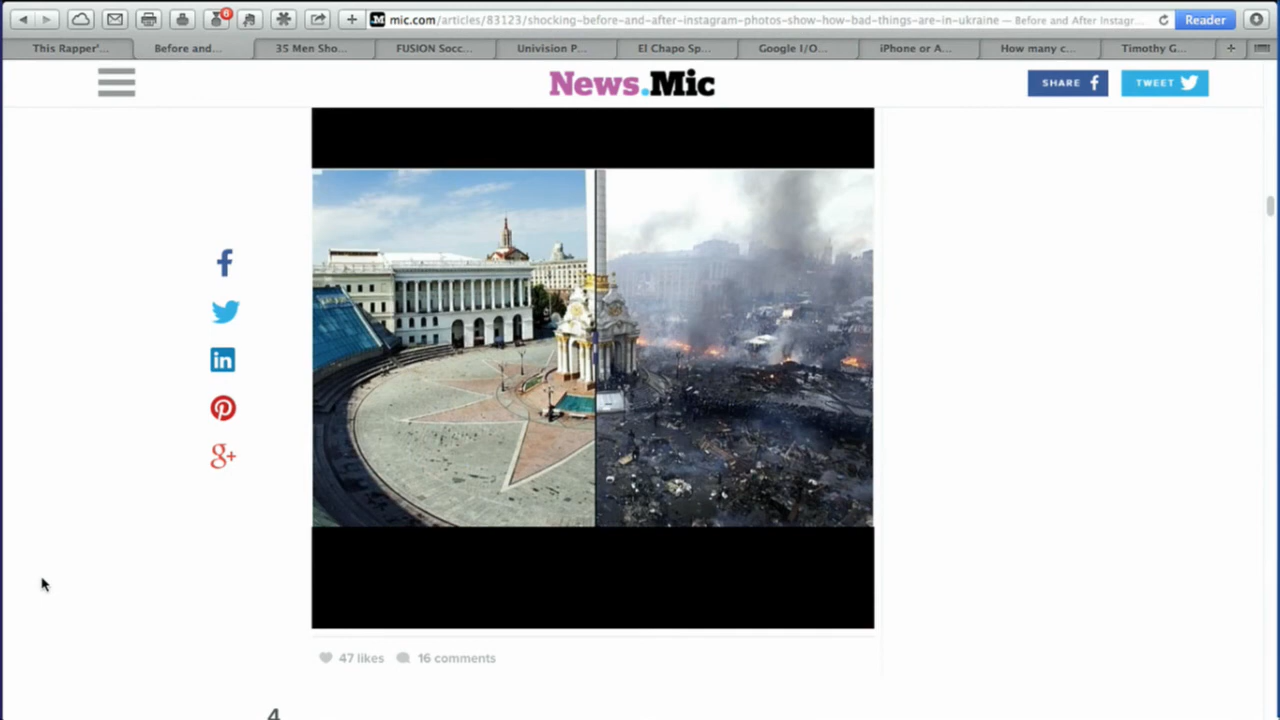 6
mic.com/articles/83123/shocking-before-and-after-instagram-photos-show-how-bad-things-are-in-ukraine — Before and After Instagr...
Reader
This Rapper'...
Before and...
35 Men Sho...
FUSION Socc...
Univision P...
El Chapo Sp...
Google I/O...
iPhone or A...
How many c...
Timothy G...
News.Mic
SHARE f
TWEET
f
in
g+
47 likes
16 comments
4